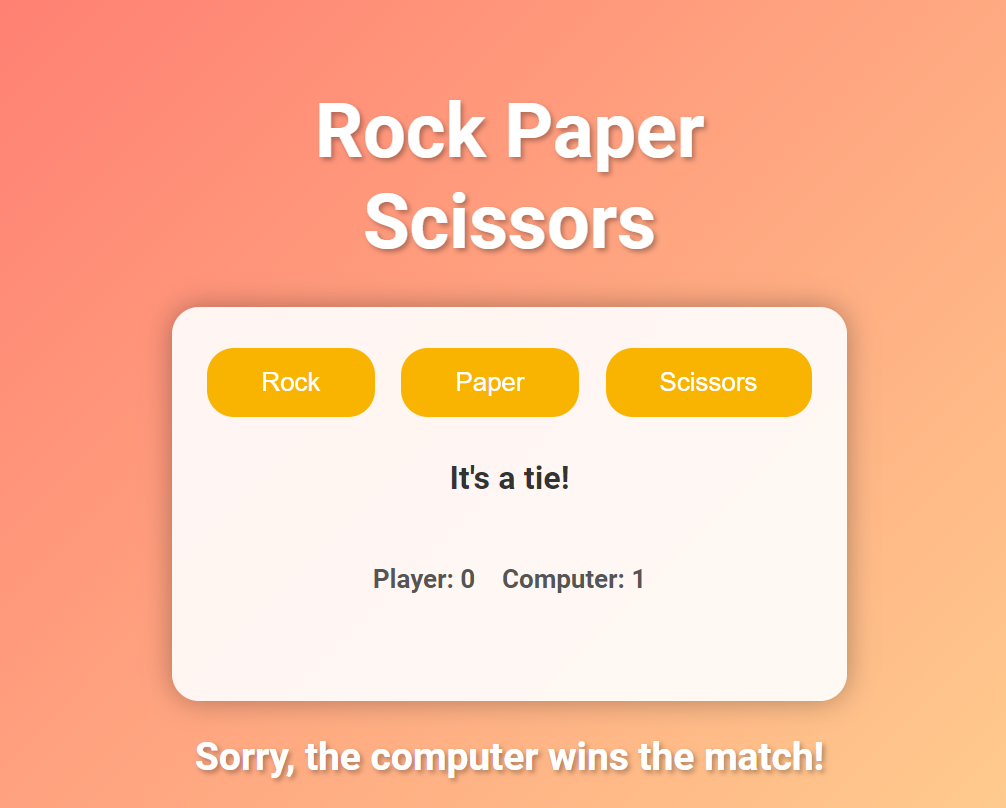 Rock Paper
Scissors
Rock Paper Scissors
It's a tie!
Player: 0 Computer: 1
Sorry, the computer wins the match!